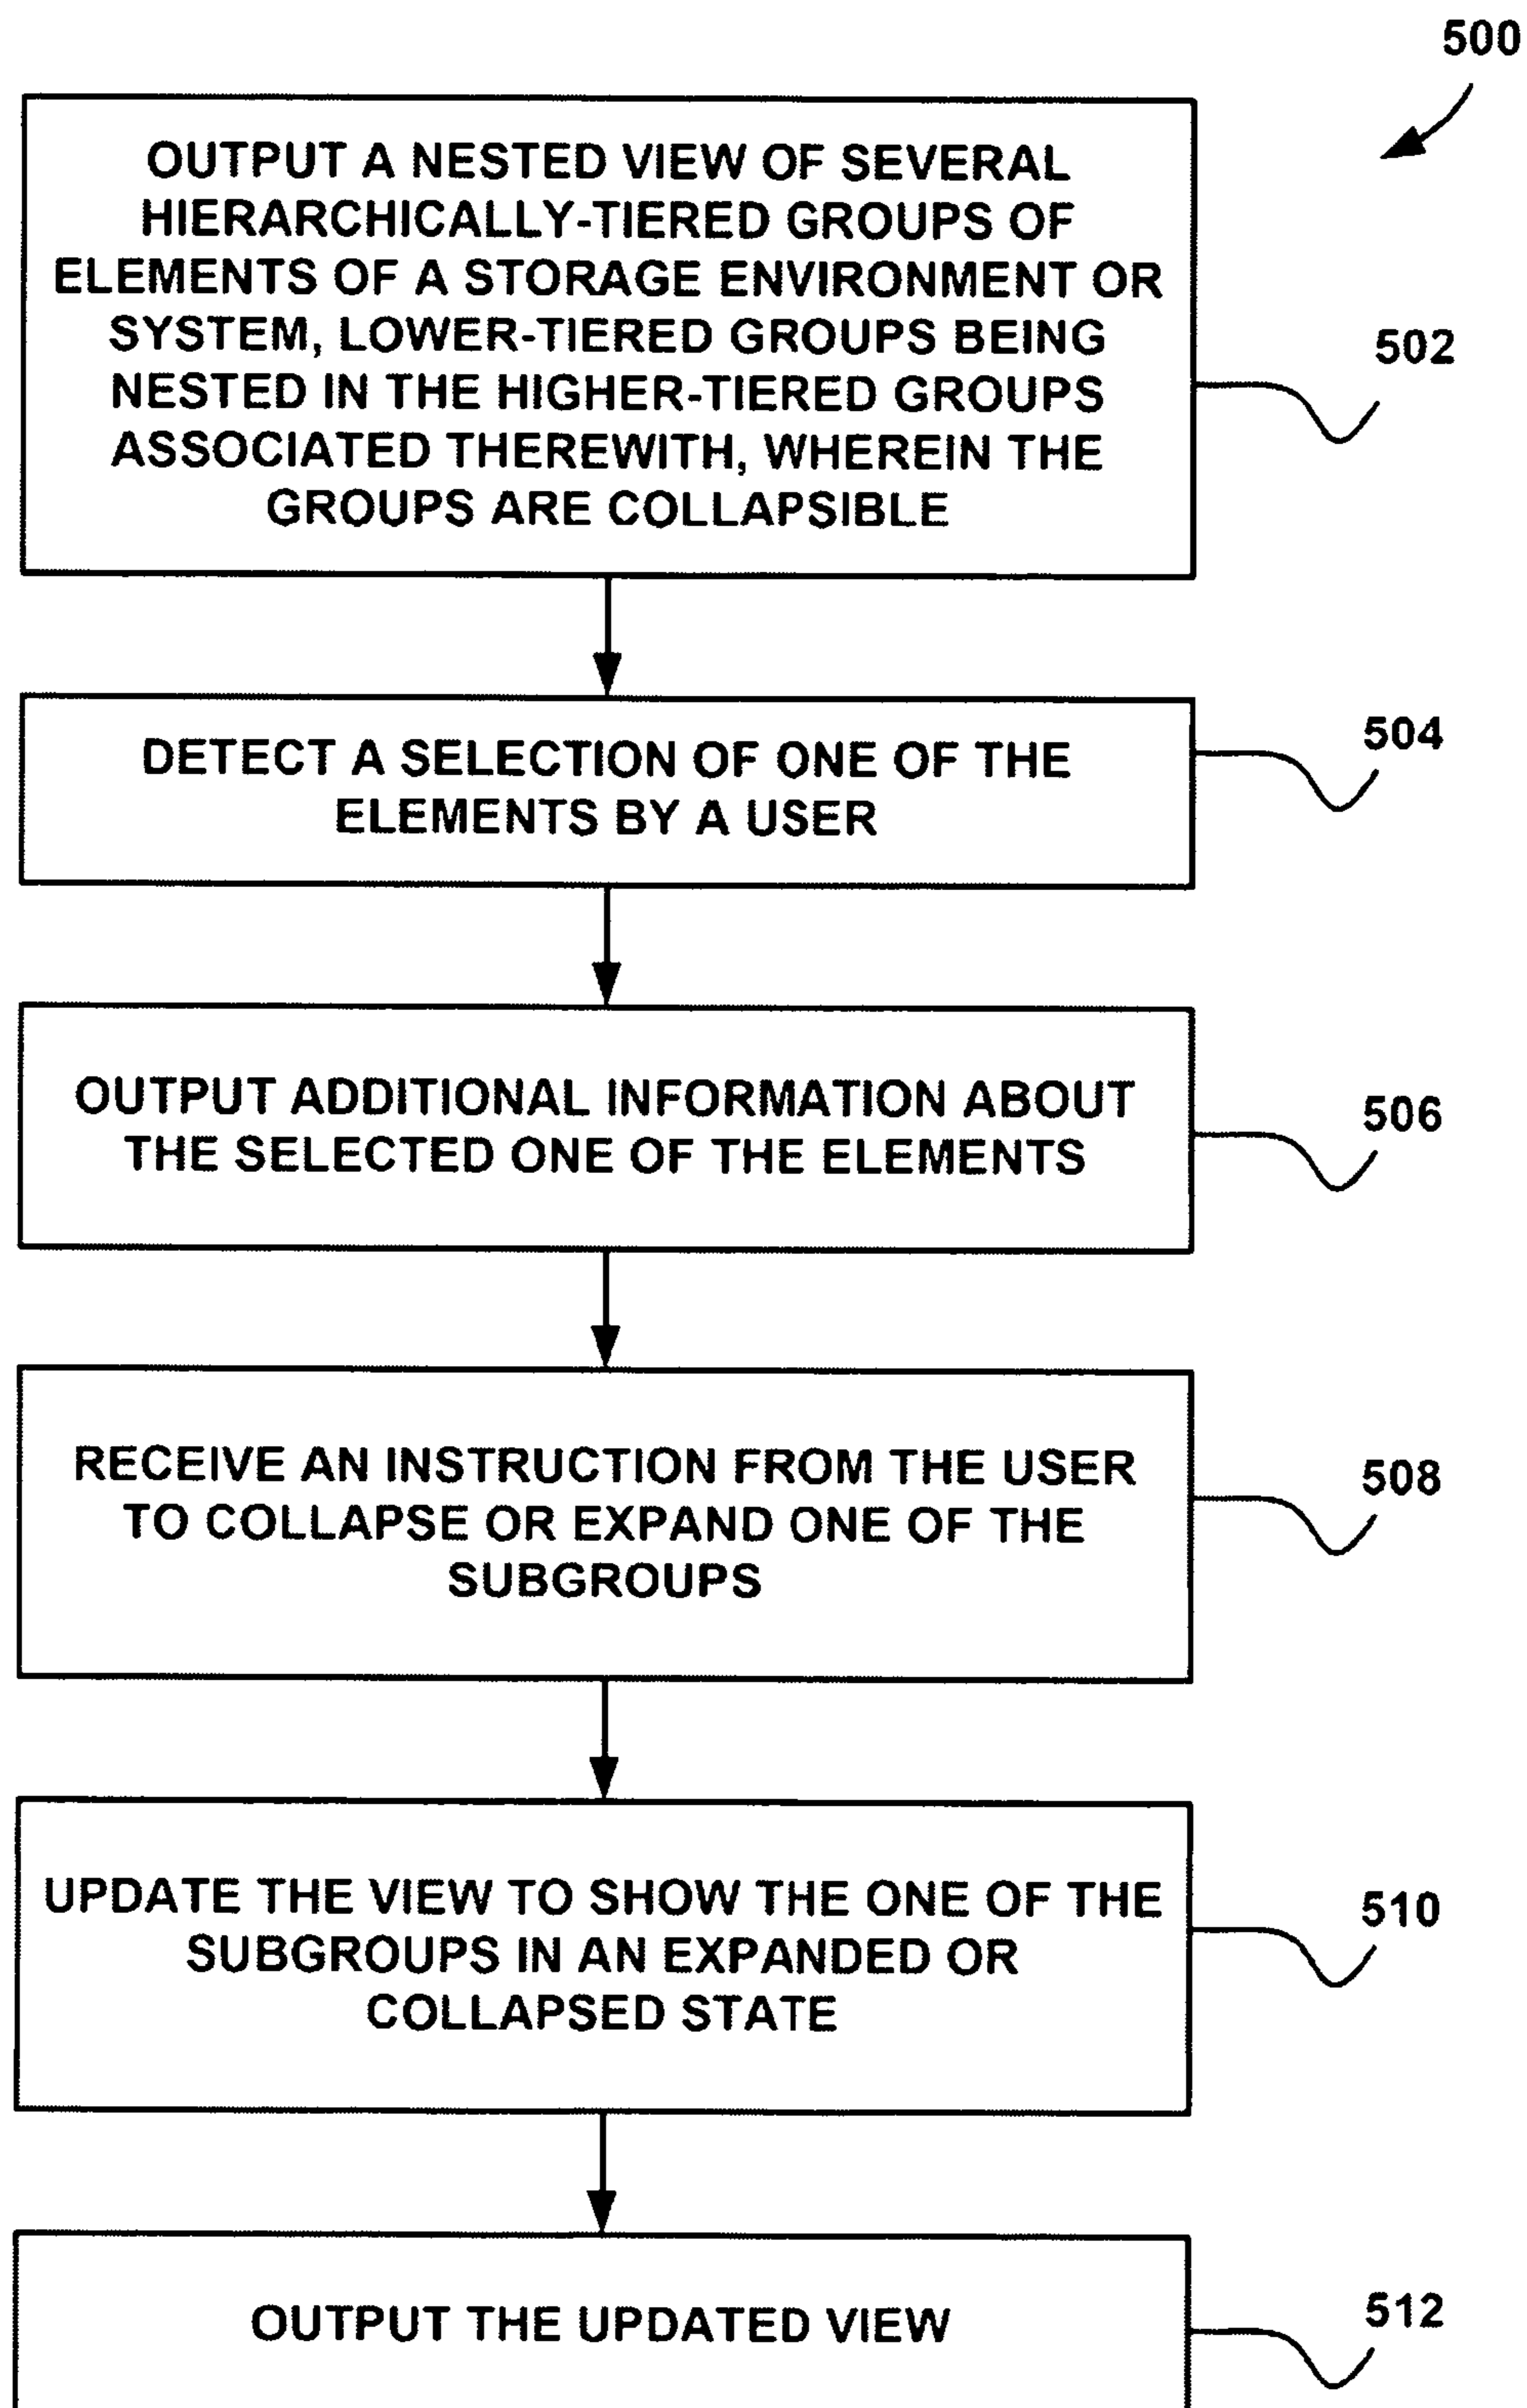 500
OUTPUT A NESTED VIEW OF SEVERAL
HIERARCHICALLY-TIERED GROUPS OF
ELEMENTS OF A STORAGE ENVIRONMENT OR
SYSTEM, LOWER-TIERED GROUPS BEING
NESTED IN THE HIGHER-TIERED GROUPS
ASSOCIATED THEREWITH, WHEREIN THE
GROUPS ARE COLLAPSIBLE
502
DETECT A SELECTION OF ONE OF THE
ELEMENTS BY A USER
504
OUTPUT ADDITIONAL INFORMATION ABOUT
THE SELECTED ONE OF THE ELEMENTS
506
RECEIVE AN INSTRUCTION FROM THE USER
TO COLLAPSE OR EXPAND ONE OF THE
SUBGROUPS
508
UPDATE THE VIEW TO SHOW THE ONE OF THE
SUBGROUPS IN AN EXPANDED OR
COLLAPSED STATE
510
OUTPUT THE UPDATED VIEW
512